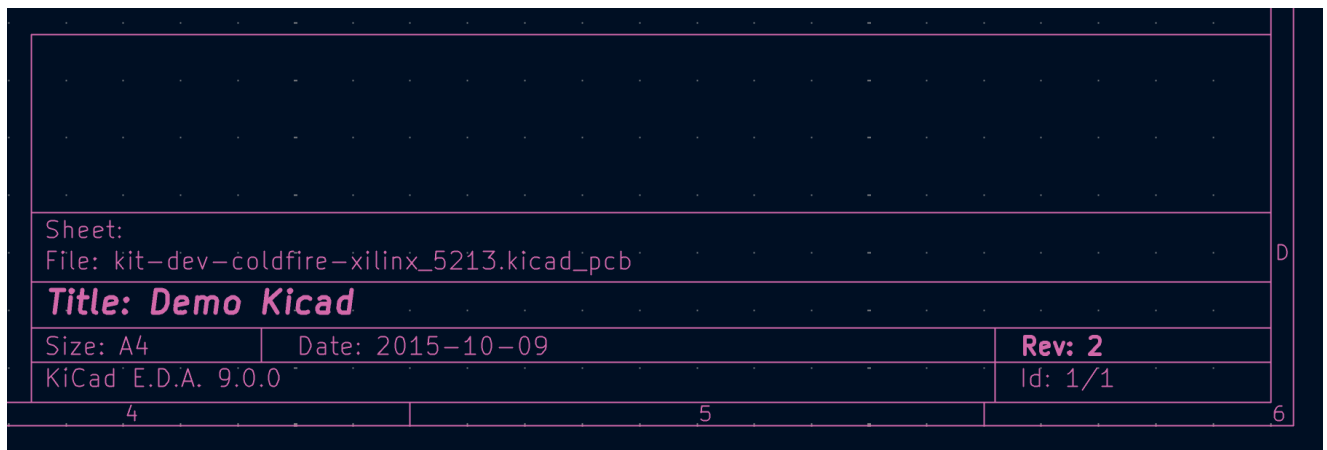 Sheet:
File: kit-dev-coldfire-xilinx_5213.kicad_pcb
D
Title: Demo Kicad
Size: A4 Date: 2015-10-09 Rev: 2
KiCad E.D.A. 9.0.0 Id: 1/1
4 5 6